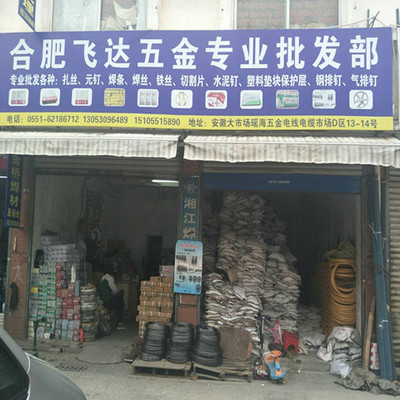 合肥飞达五金专业批发部
专业批发各种：扎丝、元钉、焊条、焊丝、铁丝、切割片、水泥钉、塑料垫块保护层、钢排钉、气排钉
电话：0551-62186712 13053096489 15105515890 地址：安徽大市场瑶海五金电线电缆市场D区13-14号
焊材
湘江焊